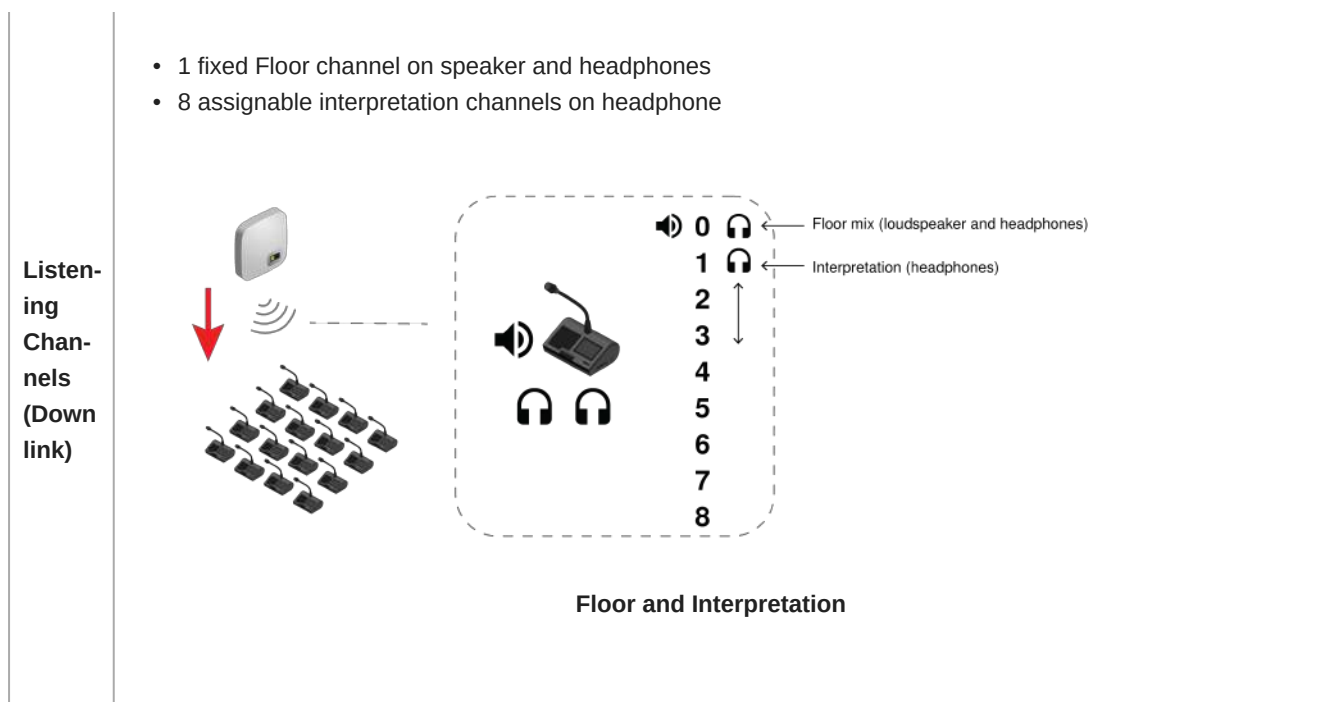 Listen-
ing
Chan-
nels
(Down
link)
• 1 fixed Floor channel on speaker and headphones
• 8 assignable interpretation channels on headphone
0 Floor mix (loudspeaker and headphones)
1 Interpretation (headphones)
2
3
4
5
6
7
8
Floor and Interpretation